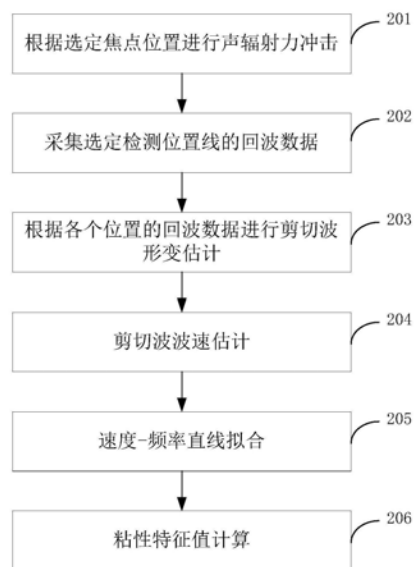 根据选定焦点位置进行声辐射力冲击
201
采集选定检测位置线的回波数据
202
根据各个位置的回波数据进行剪切波
形变估计
203
剪切波波速估计
204
速度-频率直线拟合
205
粘性特征值计算
206